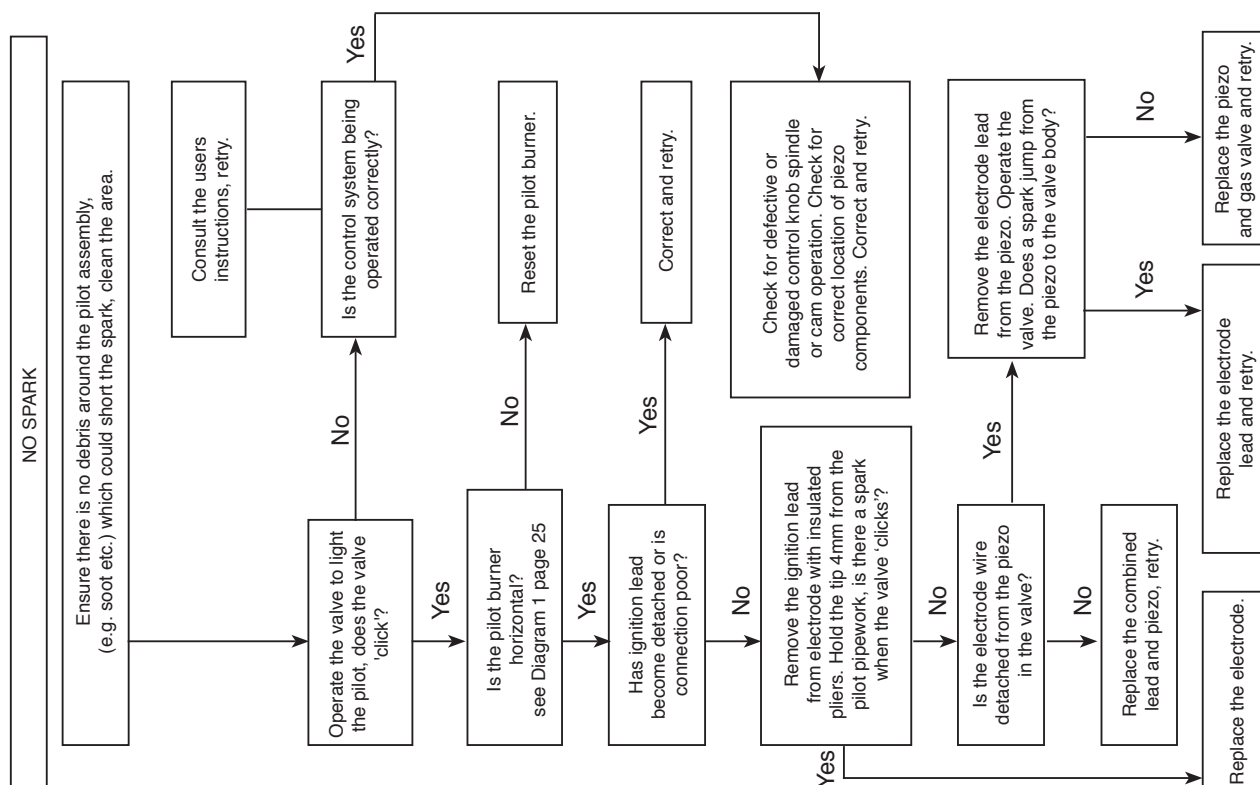 NO SPARK
Ensure there is no debris around the pilot assembly,
(e.g. soot etc.) which could short the spark, clean the area.
Operate the valve to light
the pilot, does the valve
'click'?
No
Is the control system being
operated correctly?
Consult the users
instructions, retry.
Yes
Check for defective or
damaged control knob spindle
or cam operation. Check for
correct location of piezo
components. Correct and retry.
Yes
Is the pilot burner
horizontal?
see Diagram 1 page 25
No
Reset the pilot burner.
Yes
Has ignition lead
become detached or is
connection poor?
Yes
Correct and retry.
No
Remove the ignition lead
from electrode with insulated
pliers. Hold the tip 4mm from the
pilot pipework, is there a spark
when the valve ‘clicks’?
Yes
Replace the electrode.
No
Is the electrode wire
detached from the piezo
in the valve?
No
Replace the combined
lead and piezo, retry.
Yes
Remove the electrode lead
from the piezo. Operate the
valve. Does a spark jump from
the piezo to the valve body?
Yes
Replace the electrode
lead and retry.
No
Replace the piezo
and gas valve and retry.